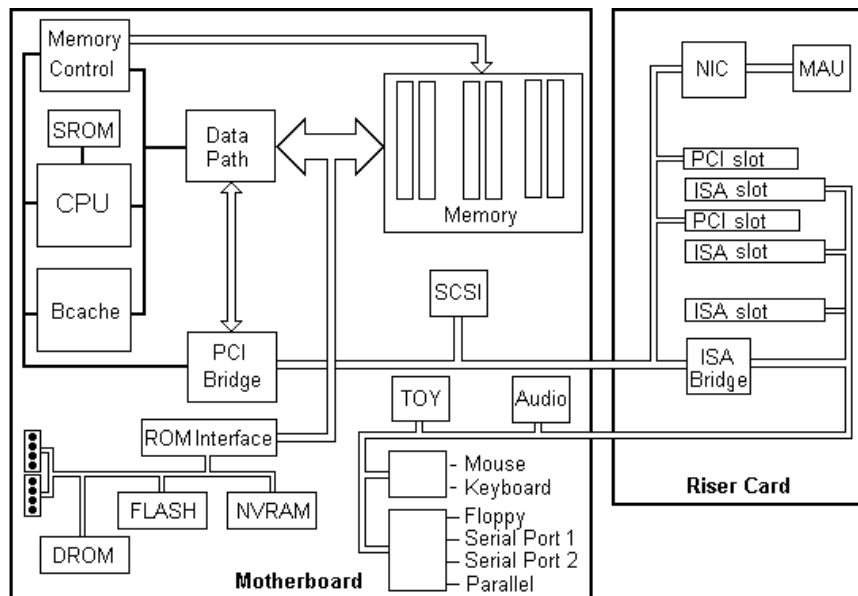 Memory
Control
SROM
CPU
Bcache
Data
Path
PCI
Bridge
Memory
SCSI
TOY
Audio
ROM Interface
FLASH
NVRAM
DROM
Mouse
Keyboard
Floppy
Serial Port 1
Serial Port 2
Parallel
Motherboard
NIC
MAU
PCI slot
ISA slot
PCI slot
ISA slot
ISA slot
ISA
Bridge
Riser Card